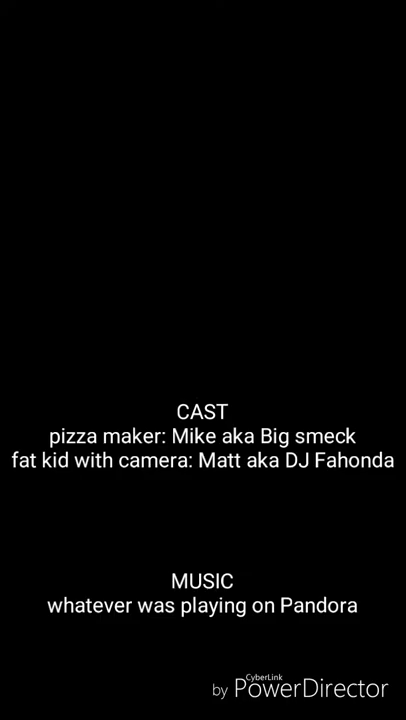 CAST
pizza maker: Mike aka Big smeck
fat kid with camera: Matt aka DJ Fahonda
MUSIC
whatever was playing on Pandora
CyberLink
by PowerDirector